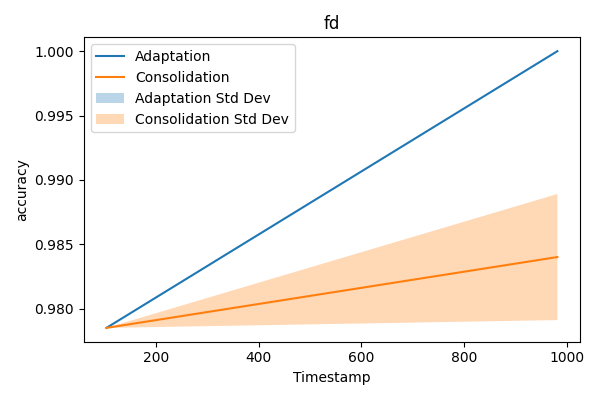 fd
1.000
0.995
0.990
0.985
0.980
accuracy
Adaptation
Consolidation
Adaptation Std Dev
Consolidation Std Dev
200
400
600
800
1000
Timestamp